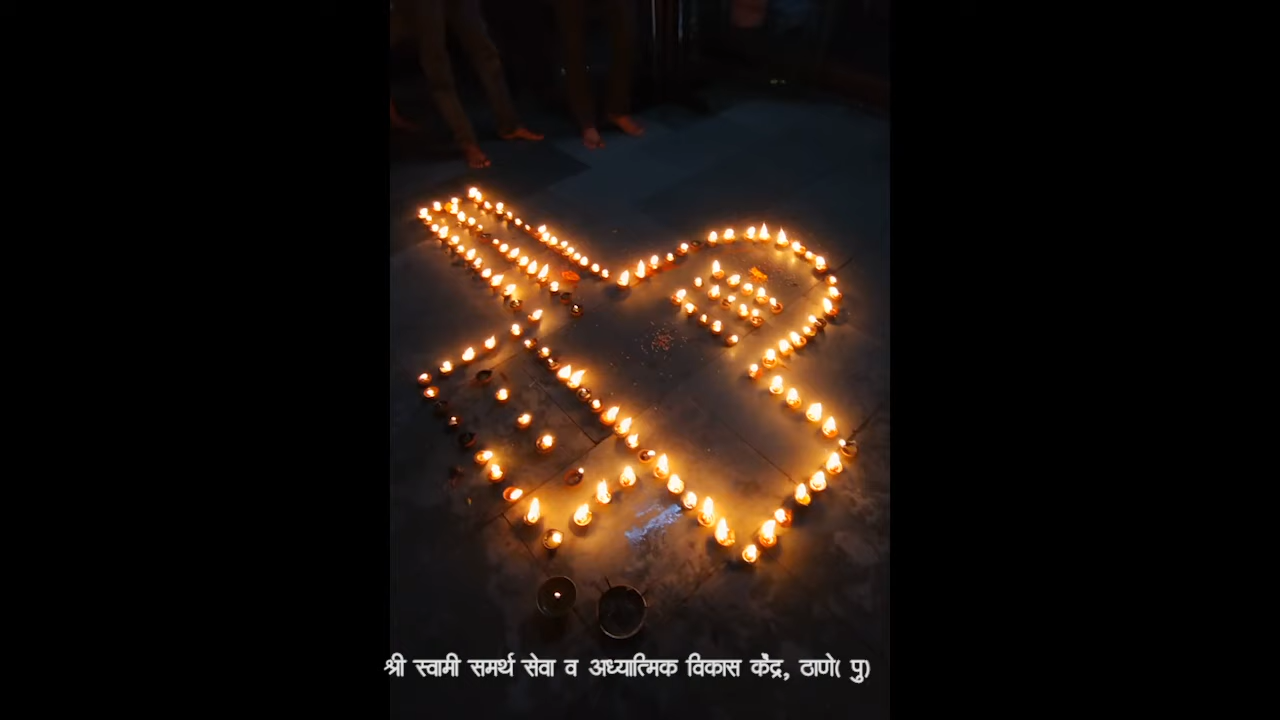 श्री स्वामी समर्थ सेवा व अध्यात्मिक विकास केंद्र, ठाणे( पु)